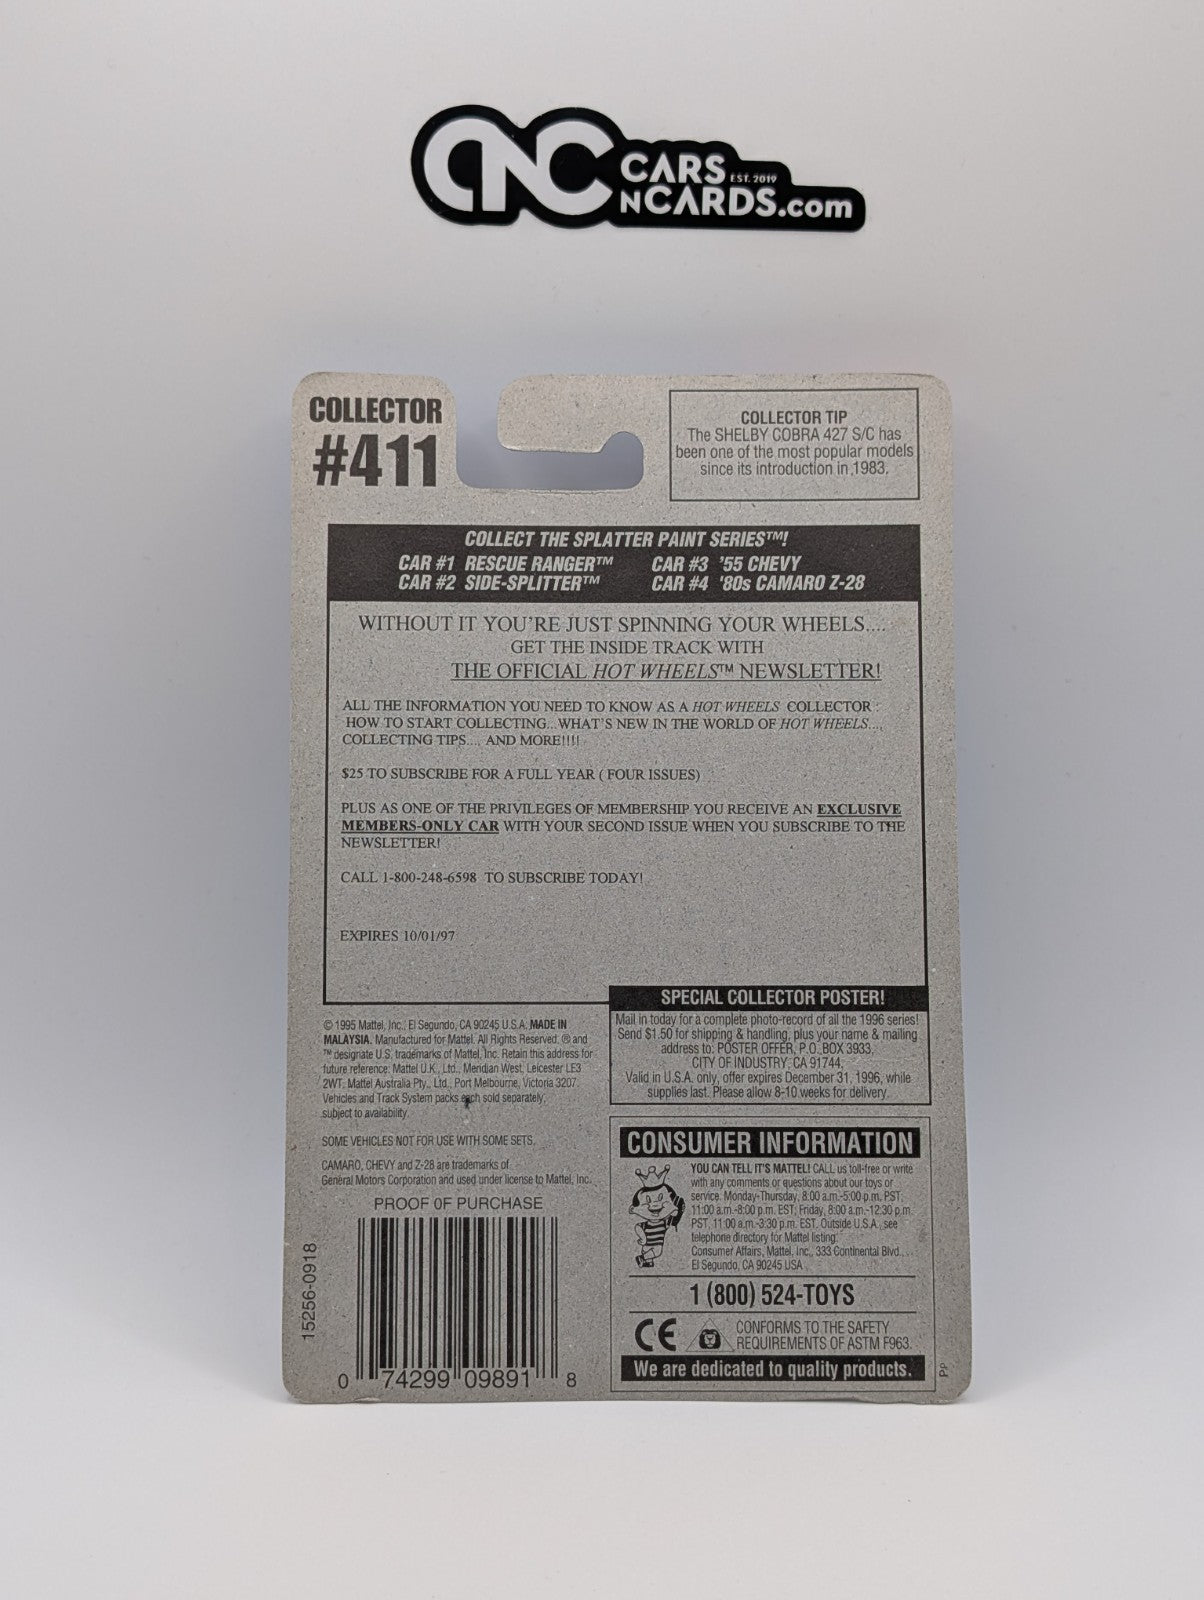 CNC CARS EST. 2019
NCARDS.com
COLLECTOR
#411
COLLECTOR TIP
The SHELBY COBRA 427 S/C has
been one of the most popular models
since its introduction in 1983.
COLLECT THE SPLATTER PAINT SERIES™!
CAR #1 RESCUE RANGER™ CAR #3 '55 CHEVY
CAR #2 SIDE-SPLITTER™ CAR #4 '80s CAMARO Z-28
WITHOUT IT YOU'RE JUST SPINNING YOUR WHEELS....
GET THE INSIDE TRACK WITH
THE OFFICIAL HOT WHEELS™ NEWSLETTER!
ALL THE INFORMATION YOU NEED TO KNOW AS A HOT WHEELS COLLECTOR :
HOW TO START COLLECTING...WHAT'S NEW IN THE WORLD OF HOT WHEELS...,
COLLECTING TIPS..., AND MORE!!!!
$25 TO SUBSCRIBE FOR A FULL YEAR ( FOUR ISSUES)
PLUS AS ONE OF THE PRIVILEGES OF MEMBERSHIP YOU RECEIVE AN EXCLUSIVE
MEMBERS-ONLY CAR WITH YOUR SECOND ISSUE WHEN YOU SUBSCRIBE TO THE
NEWSLETTER!
CALL 1-800-248-6598 TO SUBSCRIBE TODAY!
EXPIRES 10/01/97
SPECIAL COLLECTOR POSTER!
Mail in today for a complete photo-record of all the 1996 series!
Send $1.50 for shipping & handling, plus your name & mailing
address to: POSTER OFFER, P.O. BOX 3933,
CITY OF INDUSTRY, CA 91744.
Valid in U.S.A. only, offer expires December 31, 1996, while
supplies last. Please allow 8-10 weeks for delivery.
© 1995 Mattel, Inc., El Segundo, CA 90245 U.S.A. MADE IN
MALAYSIA. Manufactured for Mattel. All Rights Reserved. ® and
™ designate U.S. trademarks of Mattel, Inc. Retain this address for
future reference: Mattel U.K., Ltd., Meridian West, Leicester LE3
2WT. Mattel Australia Pty., Ltd., Port Melbourne, Victoria 3207.
Vehicles and Track System packs each sold separately,
subject to availability.
SOME VEHICLES NOT FOR USE WITH SOME SETS.
CAMARO, CHEVY and Z-28 are trademarks of
General Motors Corporation and used under license to Mattel, Inc.
PROOF OF PURCHASE
15256-0918
0 74299 09891 8
CONSUMER INFORMATION
YOU CAN TELL IT'S MATTEL! CALL us toll-free or write
with any comments or questions about our toys or
service. Monday-Thursday, 8:00 a.m.-5:00 p.m. PST,
11:00 a.m.-8:00 p.m. EST; Friday, 8:00 a.m.-12:30 p.m.
PST, 11:00 a.m.-3:30 p.m. EST. Outside U.S.A., see
telephone directory for Mattel listing.
Consumer Affairs, Mattel, Inc., 333 Continental Blvd.,
El Segundo, CA 90245 USA
1 (800) 524-TOYS
CE CONFORMS TO THE SAFETY
REQUIREMENTS OF ASTM F963.
We are dedicated to quality products.
PP